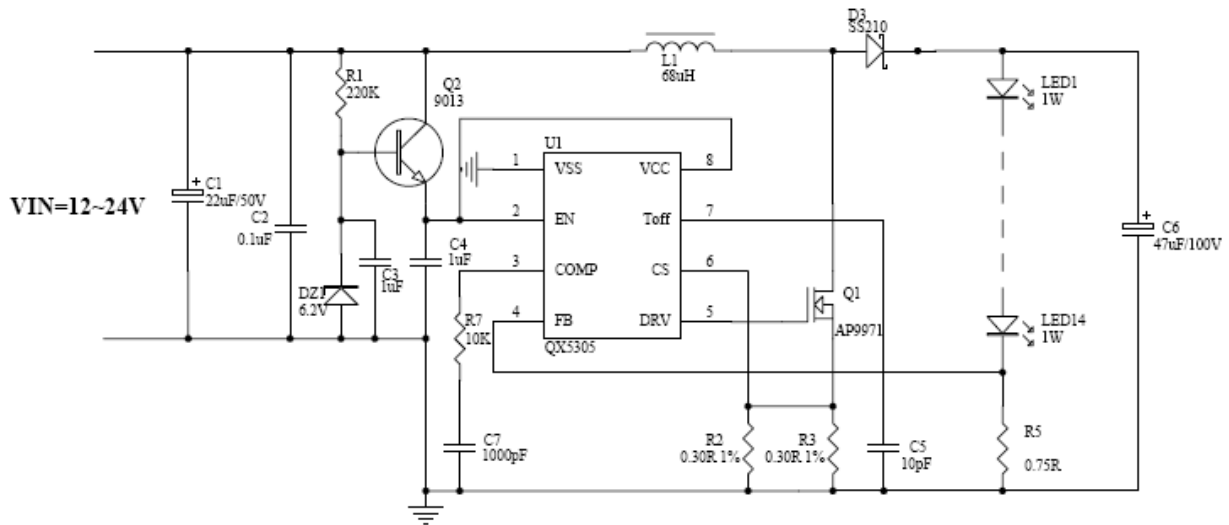 D3
SS210
L1
68uH
R1
220K
Q2
9013
LED1
1W
U1
1
VSS
VCC
8
C1
22uF/50V
VIN=12~24V
C2
0.1uF
2
EN
Toff
7
C6
47uF/100V
C4
1uF
C3
1uF
3
COMP
CS
6
DZ1
6.2V
Q1
R7
10K
4
FB
DRV
5
AP9971
LED14
1W
QX5305
C7
1000pF
R2
0.30R 1%
R3
0.30R 1%
C5
10pF
R5
0.75R